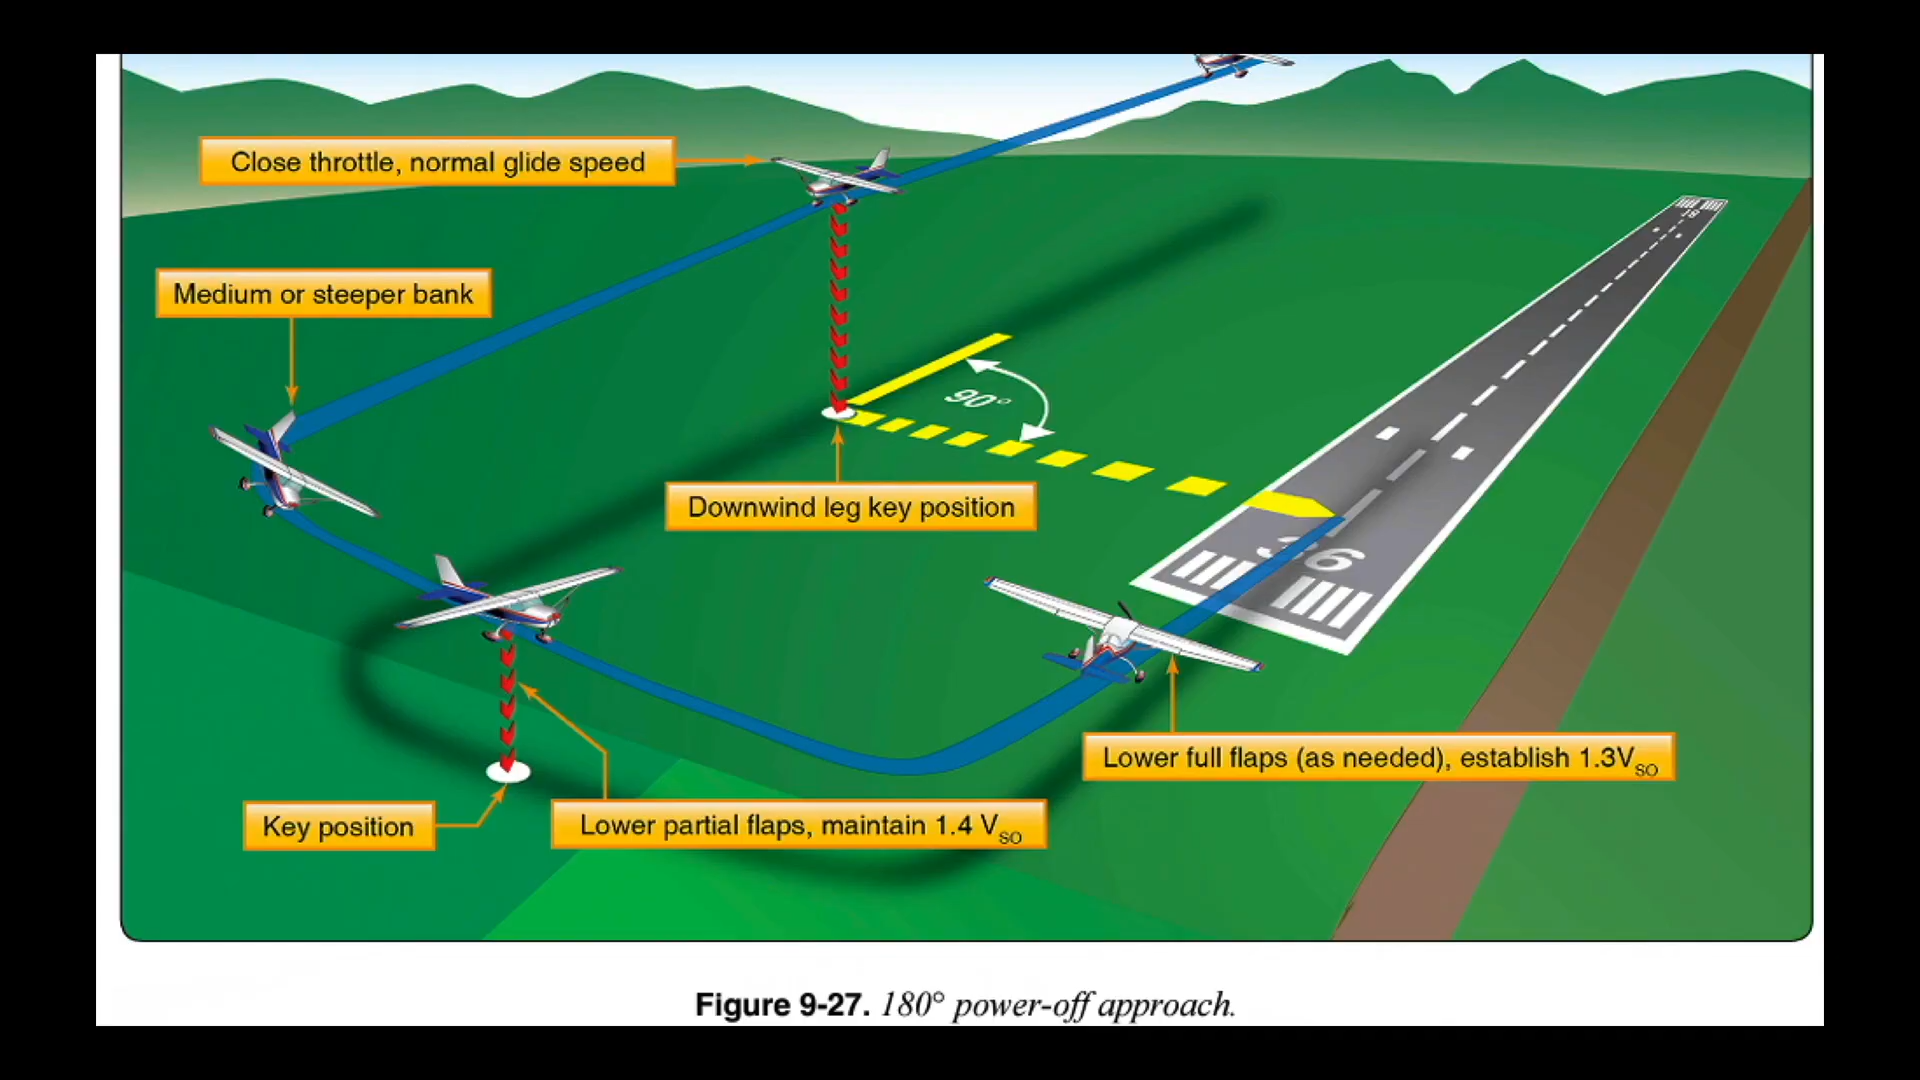 Close throttle, normal glide speed
18
Medium or steeper bank
90°
Downwind leg key position
36
Lower full flaps (as needed), establish 1.3VSO
Key position
Lower partial flaps, maintain 1.4 VSO
Figure 9-27. 180° power-off approach.